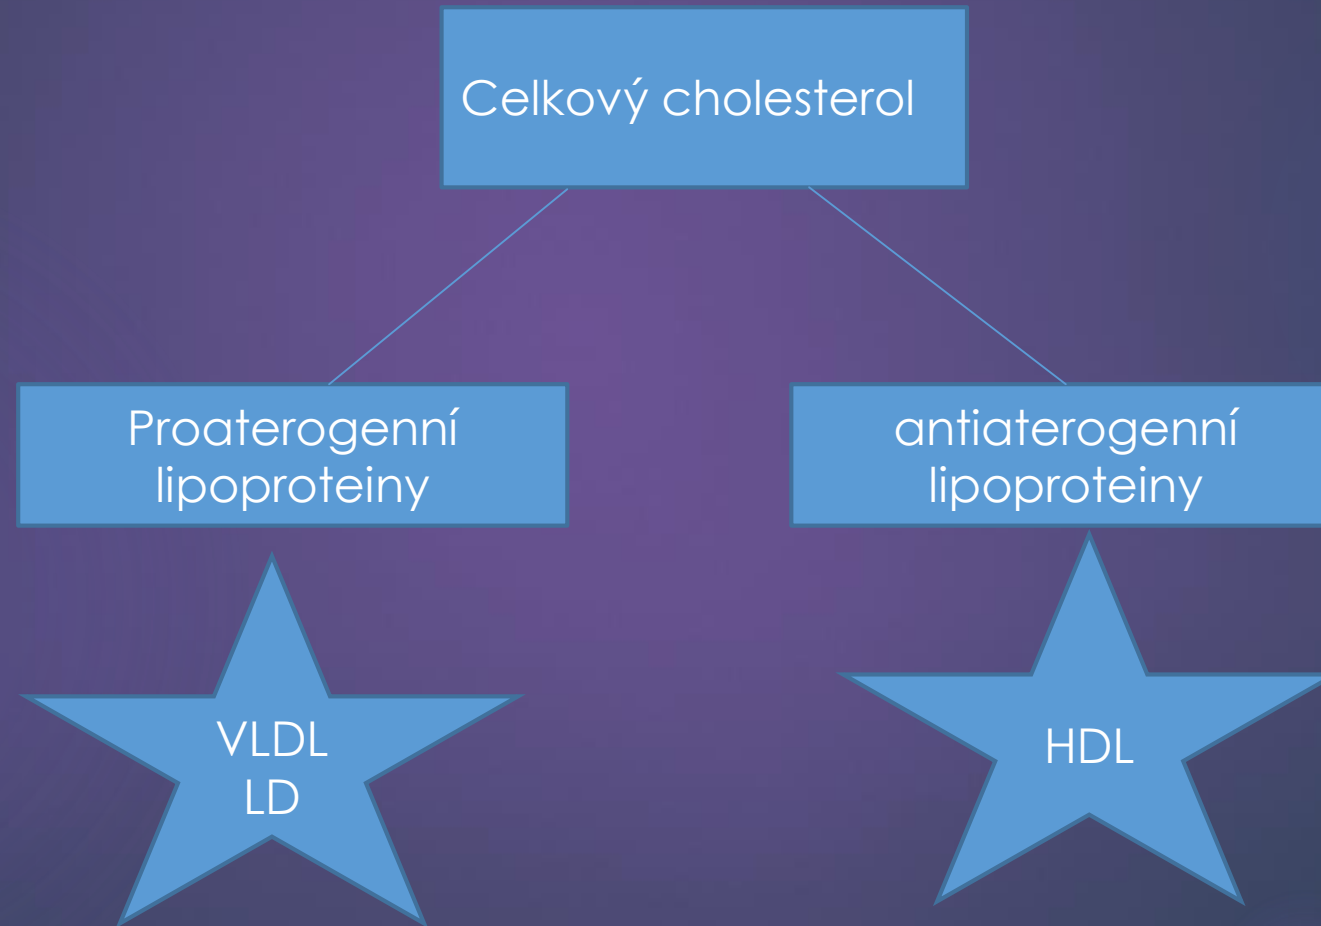 Celkový cholesterol
Proaterogenní
lipoproteiny
antiaterogenní
lipoproteiny
VLDL
LD
HDL